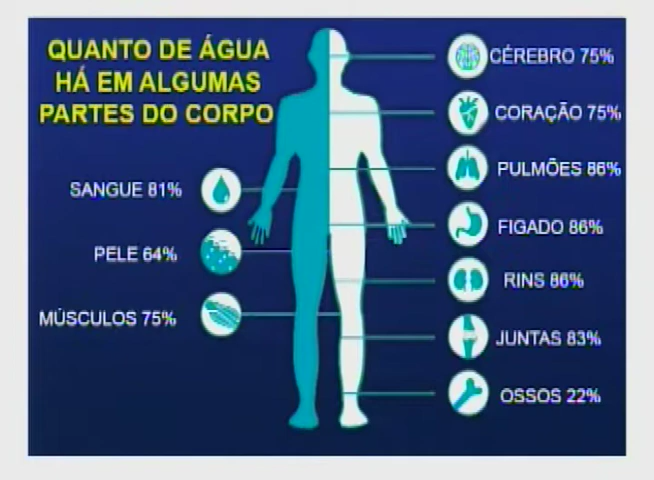 QUANTO DE ÁGUA
HÁ EM ALGUMAS
PARTES DO CORPO
SANGUE 81%
PELE 64%
MÚSCULOS 75%
CÉREBRO 75%
CORAÇÃO 75%
PULMÕES 86%
FIGADO 86%
RINS 86%
JUNTAS 83%
OSSOS 22%